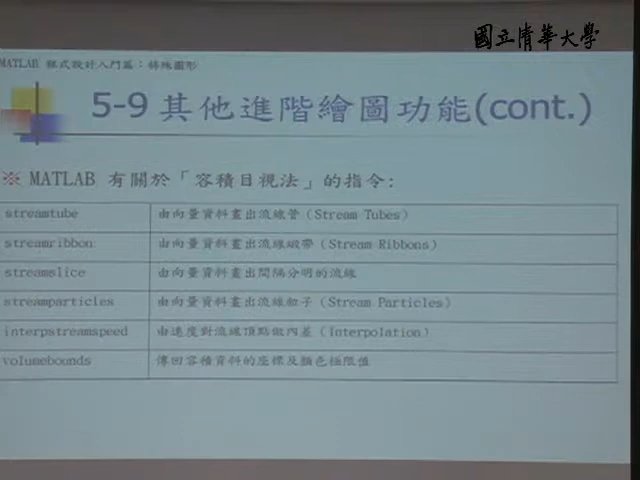 國立清華大學
MATLAB 程式設計入門篇：特殊圖形
5-9 其他進階繪圖功能(cont.)
※ MATLAB 有關於「容積目視法」的指令:
streamtube 由向量資料畫出流線管（Stream Tubes）
streamribbon 由向量資料畫出流線緞帶（Stream Ribbons）
streamslice 由向量資料畫出間隔分明的流線
streamparticles 由向量資料畫出流線粒子（Stream Particles）
interpstreamspeed 由速度對流線頂點做內差（Interpolation）
volumebounds 傳回容積資料的座標及顏色極限值